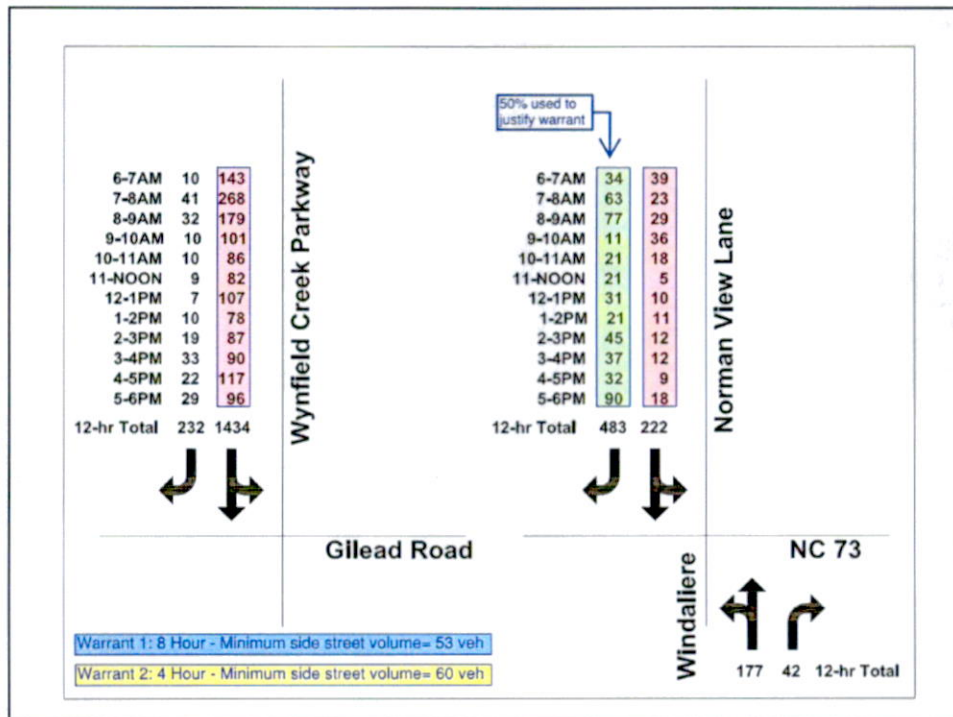 50% used to
justify warrant
6-7AM 10 143
7-8AM 41 268
8-9AM 32 179
9-10AM 10 101
10-11AM 10 86
11-NOON 9 82
12-1PM 7 107
1-2PM 10 78
2-3PM 19 87
3-4PM 33 90
4-5PM 22 117
5-6PM 29 96
12-hr Total 232 1434
Wynfield Creek Parkway
6-7AM 34 39
7-8AM 63 23
8-9AM 77 29
9-10AM 11 36
10-11AM 21 18
11-NOON 21 5
12-1PM 31 10
1-2PM 21 11
2-3PM 45 12
3-4PM 37 12
4-5PM 32 9
5-6PM 90 18
12-hr Total 483 222
Norman View Lane
Gilead Road
NC 73
Windaliere
Warrant 1: 8 Hour - Minimum side street volume= 53 veh
Warrant 2: 4 Hour - Minimum side street volume= 60 veh
177 42 12-hr Total